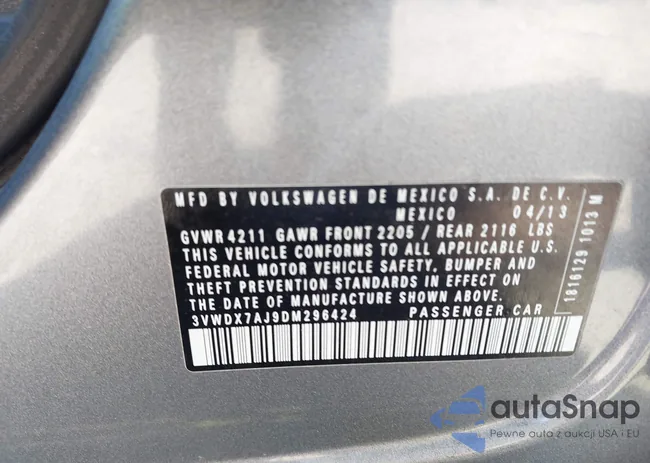 MFD BY VOLKSWAGEN DE MEXICO S.A. DE C.V.
MEXICO 04/13
GVWR 4211 GAWR FRONT 2205 / REAR 2116 LBS
THIS VEHICLE CONFORMS TO ALL APPLICABLE U.S.
FEDERAL MOTOR VEHICLE SAFETY, BUMPER AND
THEFT PREVENTION STANDARDS IN EFFECT ON
THE DATE OF MANUFACTURE SHOWN ABOVE.
3VWDX7AJ9DM296424 PASSENGER CAR
1816129 1013 M
autaSnap
Pewne auta z aukcji USA i EU